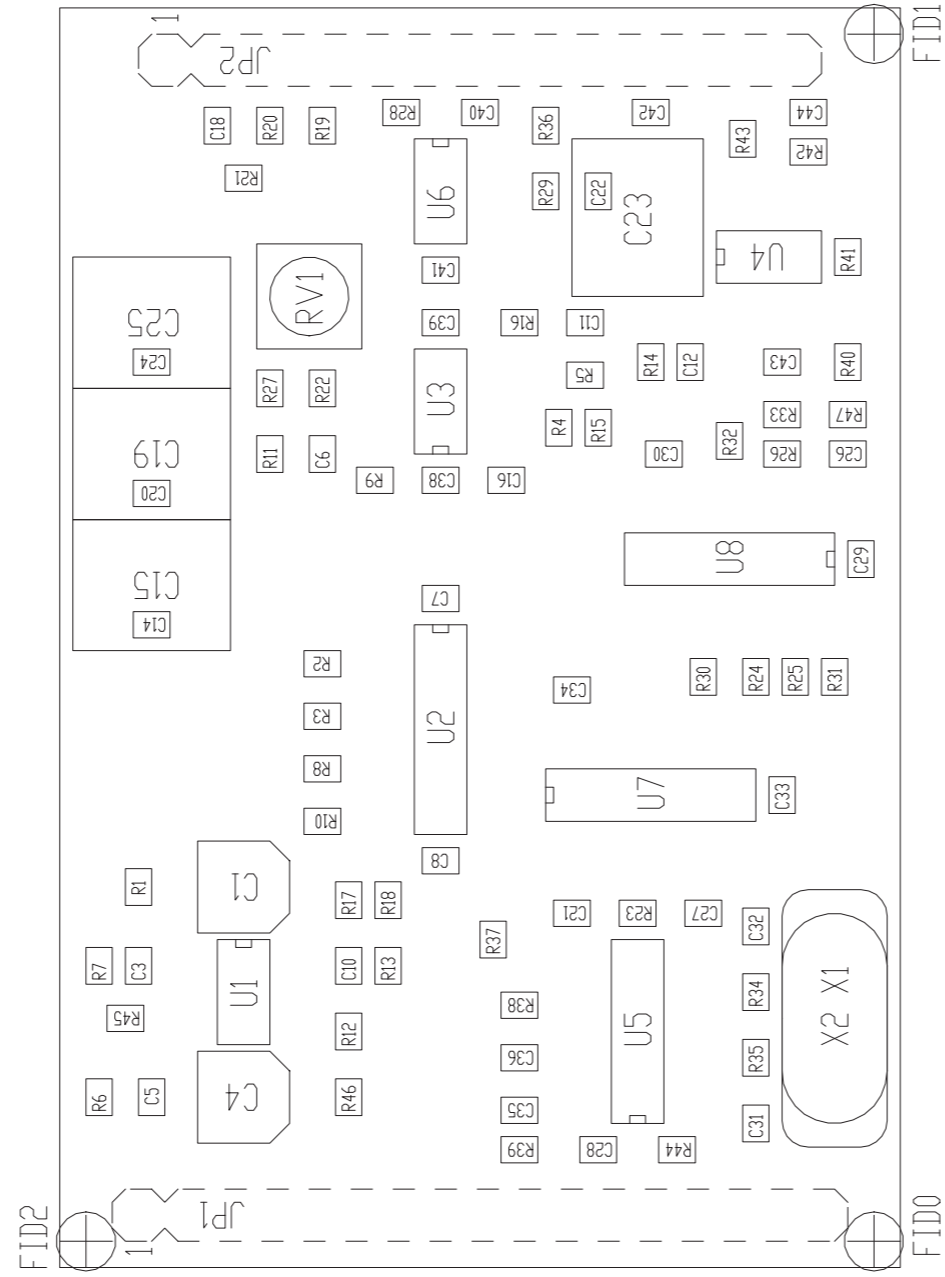 FID1
1
JP2
C18
R20
R19
R28
C40
R36
C42
C44
R43
R42
R21
U6
R29
C22
C23
U4
R41
C41
RV1
C25
C39
R16
C11
C24
R14
C12
C43
R40
R27
R22
U3
R5
R33
R47
R4
R15
R32
C19
R11
C6
C30
R26
C26
C20
R9
C38
C16
U8
C29
C15
C7
C14
R2
R30
R24
R25
R31
C34
R3
U2
R8
U7
C33
R10
C8
R1
C1
R17
R18
C21
R23
C27
C32
R37
R7
C3
C10
R13
U1
R34
X2 X1
R45
R38
R12
U5
C36
R35
R6
C5
C4
R46
C35
C31
R39
C28
R44
JP1
FID2
1
FID0